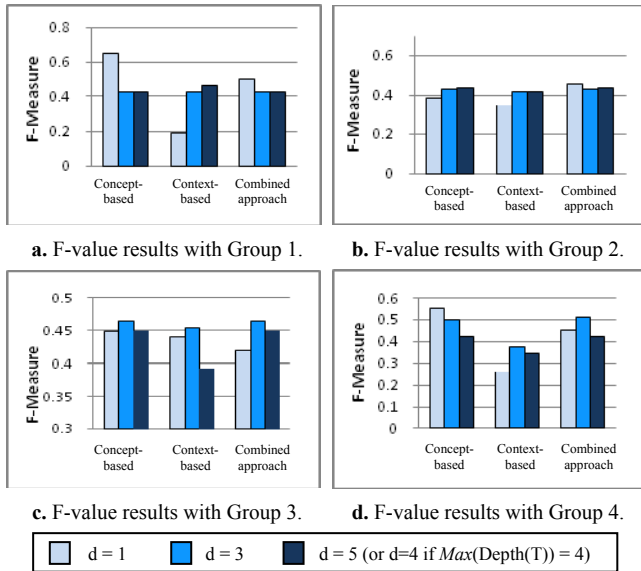 0.8
0.6
0.4
0.2
0
F-Measure
Concept-
based
Context-
based
Combined
approach
a. F-value results with Group 1.
0.6
0.4
0.2
0
F-Measure
Concept-
based
Context-
based
Combined
approach
b. F-value results with Group 2.
0.5
0.45
0.4
0.35
0.3
F-Measure
Concept-
based
Context-
based
Combined
approach
c. F-value results with Group 3.
0.6
0.5
0.4
0.3
0.2
0.1
0
F-Measure
Concept-
based
Context-
based
Combined
approach
d. F-value results with Group 4.
d = 1 d = 3 d = 5 (or d=4 if Max(Depth(T)) = 4)